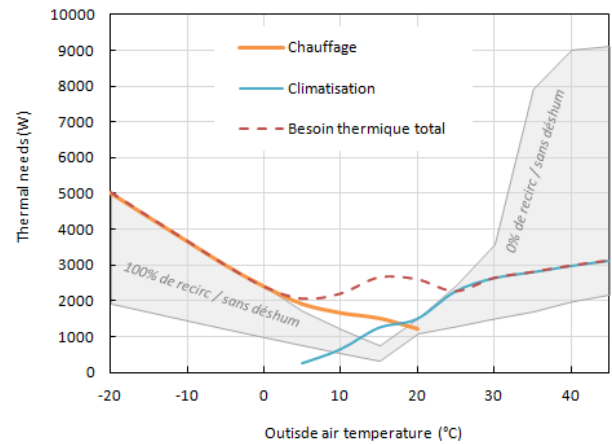 10000
9000
8000
7000
6000
5000
4000
3000
2000
1000
0
Thermal needs (W)
Chauffage
Climatisation
Besoin thermique total
100% de recirc / sans déshum
0% de recirc / sans déshum
-20
-10
0
10
20
30
40
Outisde air temperature (°C)